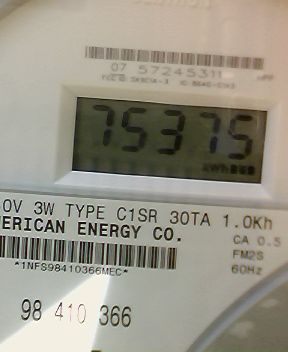 07 57245311
75375
kWh
0V 3W TYPE C1SR 30TA 1.0Kh
ERICAN ENERGY CO.
CA 0.5
FM2S
*1NFS98410366MEC*
60Hz
98 410 366